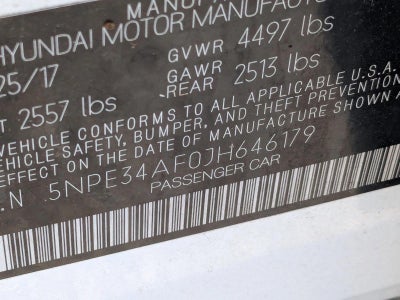 MANUFA
HYUNDAI MOTOR MANUFACTU
25/17
GVWR 4497 lbs
GAWR
REAR 2513 lbs
2557 lbs
VEHICLE CONFORMS TO ALL APPLICABLE U.S.A.
VEHICLE SAFETY, BUMPER, AND THEFT PREVENTION
EFFECT ON THE DATE OF MANUFACTURE SHOWN A
5NPE34AF0JH646179
PASSENGER CAR